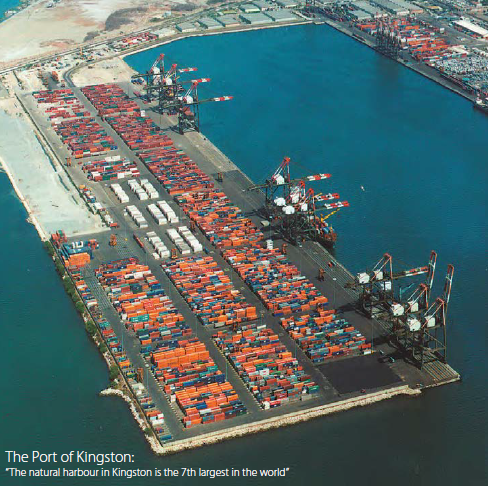 The Port of Kingston:
"The natural harbour in Kingston is the 7th largest in the world"